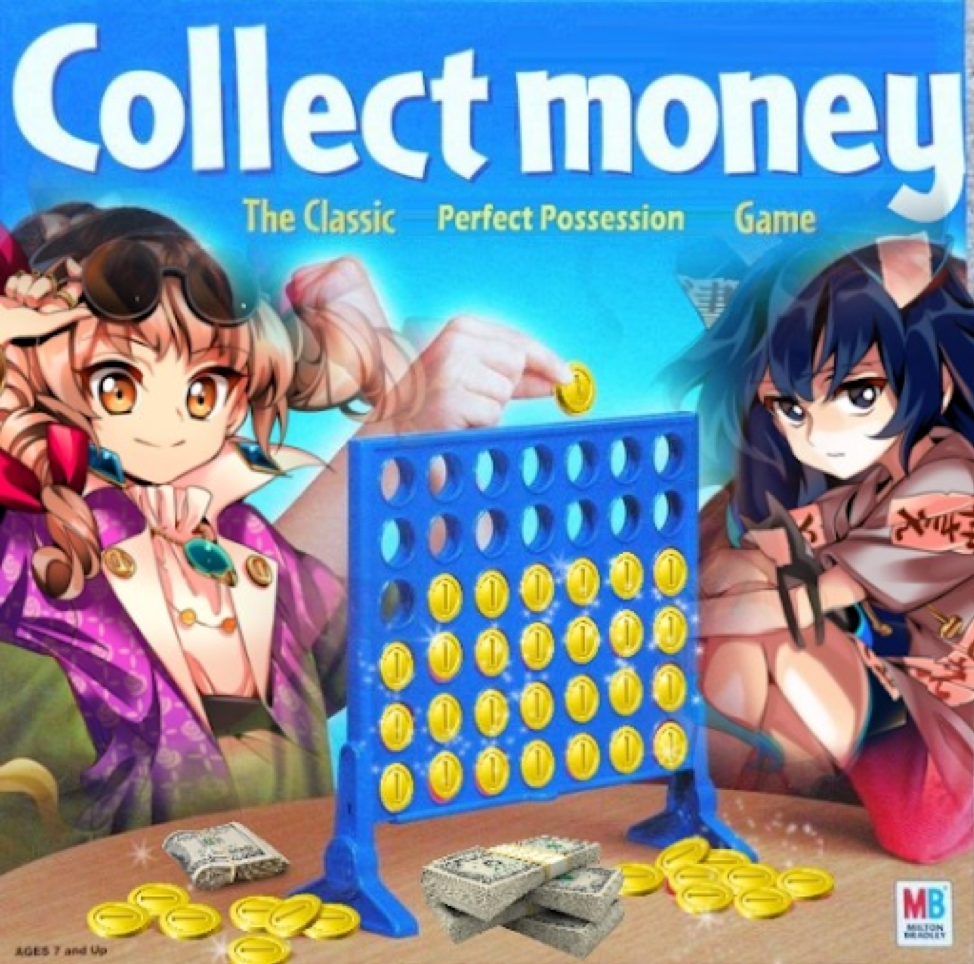 Collect money
The Classic Perfect Possession Game
AGES 7 and Up
MB
MILTON
BRADLEY